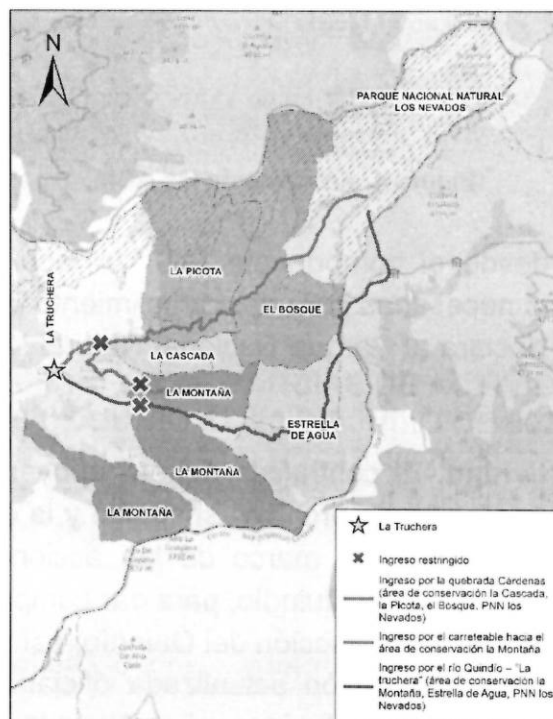 N
PARQUE NACIONAL NATURAL
LOS NEVADOS
LA PICOTA
LA TRUCHERA
EL BOSQUE
LA CASCADA
LA MONTAÑA
ESTRELLA
DE AGUA
LA MONTAÑA
LA MONTAÑA
La Truchera
Ingreso restringido
Ingreso por la quebrada Cárdenas
(área de conservación la Cascada,
la Picota, el Bosque, PNN los
Nevados)
Ingreso por el carreteable hacia el
área de conservación la Montaña
Ingreso por el río Quindío – "La
truchera" (área de conservación la
Montaña, Estrella de Agua, PNN los
Nevados)